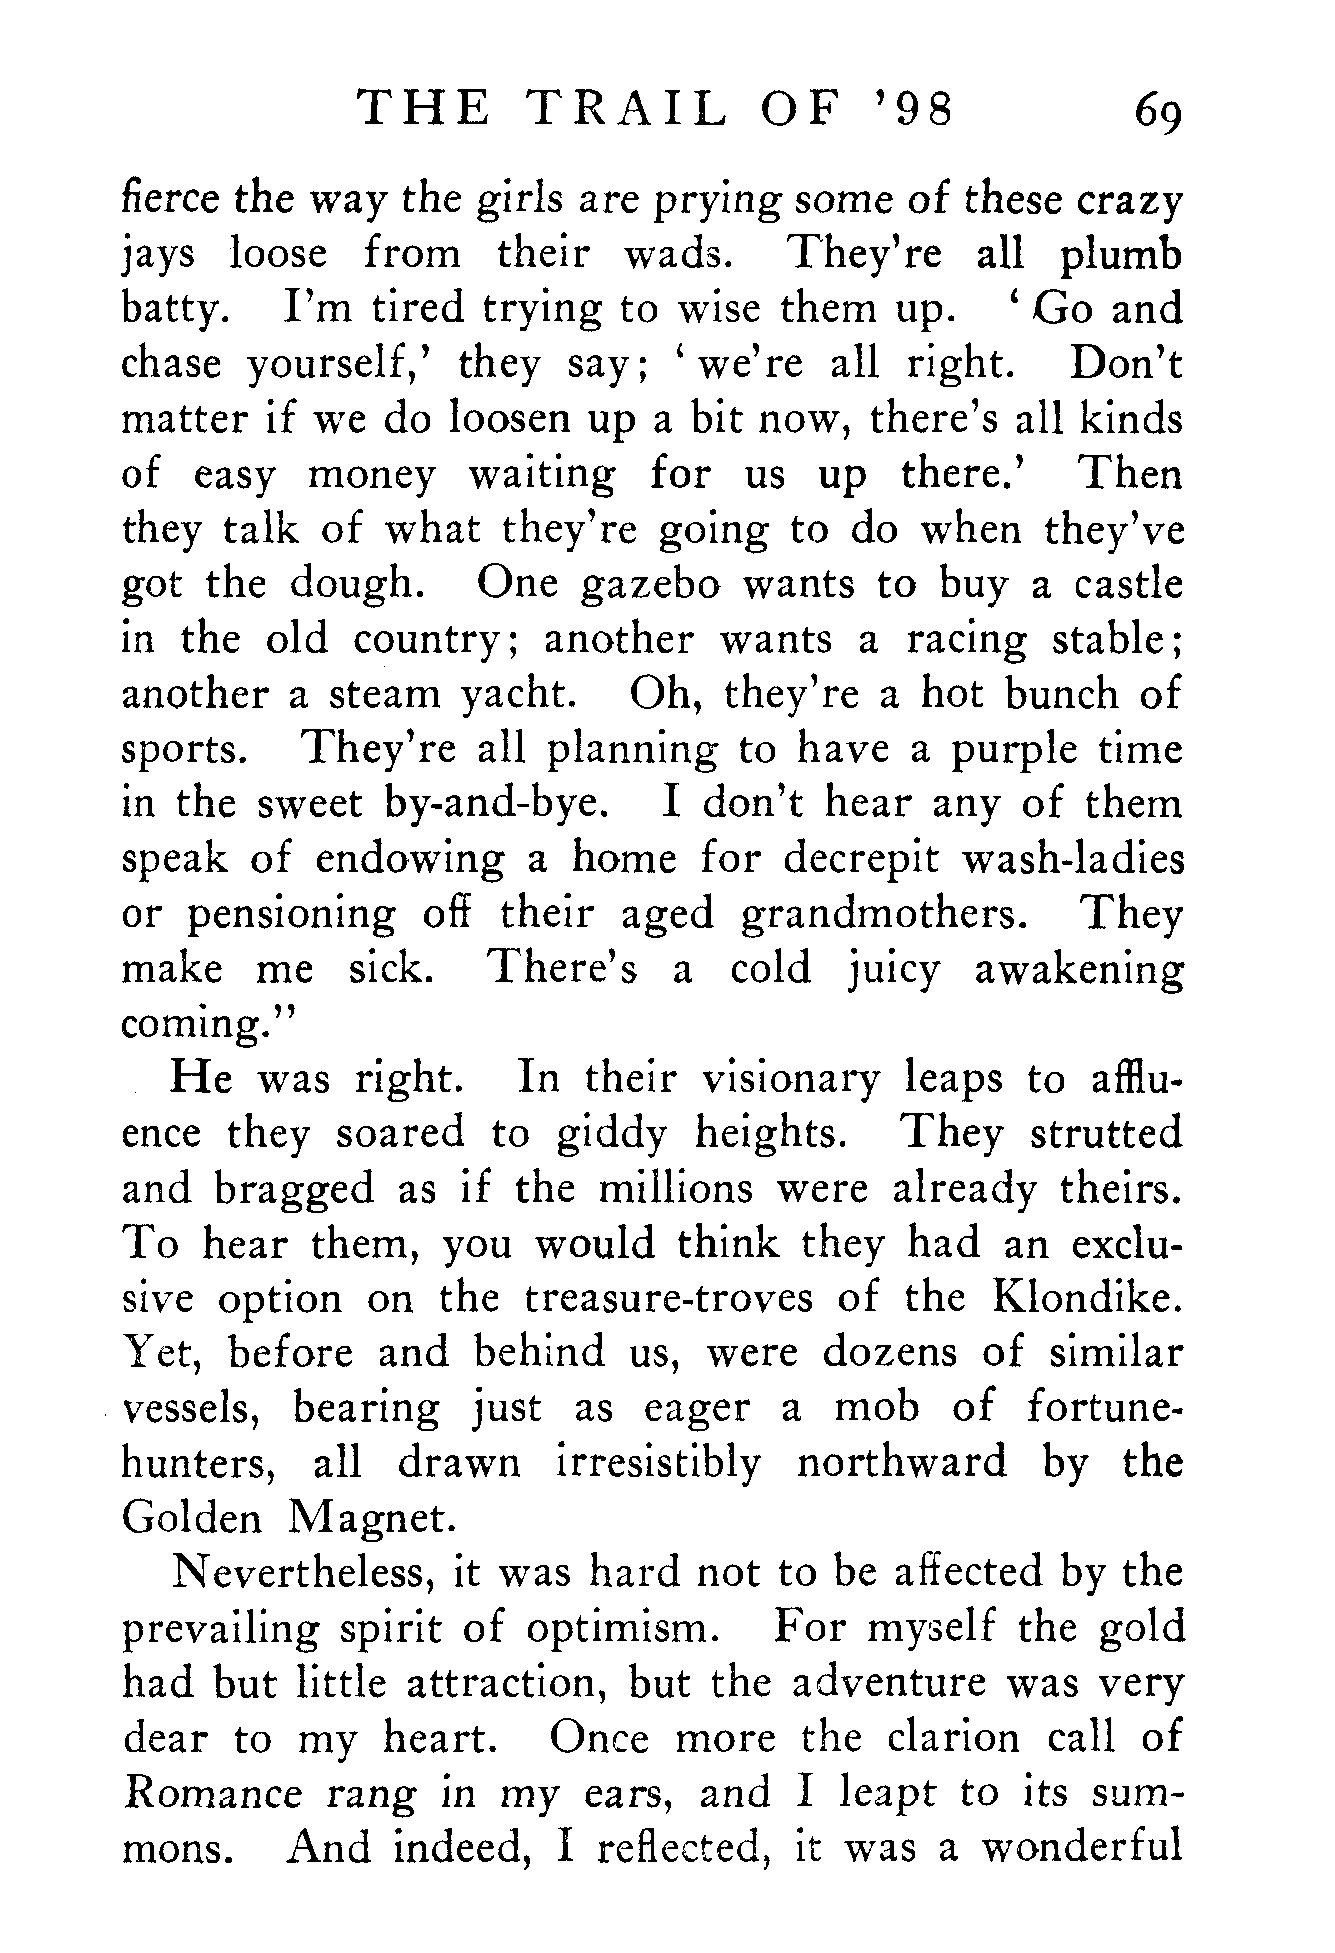 THE TRAIL OF '98 69
fierce the way the girls are prying some of these crazy
jays loose from their wads. They're all plumb
batty. I'm tired trying to wise them up. 'Go and
chase yourself,' they say; 'we're all right. Don't
matter if we do loosen up a bit now, there's all kinds
of easy money waiting for us up there.' Then
they talk of what they're going to do when they've
got the dough. One gazebo wants to buy a castle
in the old country; another wants a racing stable;
another a steam yacht. Oh, they're a hot bunch of
sports. They're all planning to have a purple time
in the sweet by-and-bye. I don't hear any of them
speak of endowing a home for decrepit wash-ladies
or pensioning off their aged grandmothers. They
make me sick. There's a cold juicy awakening
coming."
He was right. In their visionary leaps to afflu-
ence they soared to giddy heights. They strutted
and bragged as if the millions were already theirs.
To hear them, you would think they had an exclu-
sive option on the treasure-troves of the Klondike.
Yet, before and behind us, were dozens of similar
vessels, bearing just as eager a mob of fortune-
hunters, all drawn irresistibly northward by the
Golden Magnet.
Nevertheless, it was hard not to be affected by the
prevailing spirit of optimism. For myself the gold
had but little attraction, but the adventure was very
dear to my heart. Once more the clarion call of
Romance rang in my ears, and I leapt to its sum-
mons. And indeed, I reflected, it was a wonderful